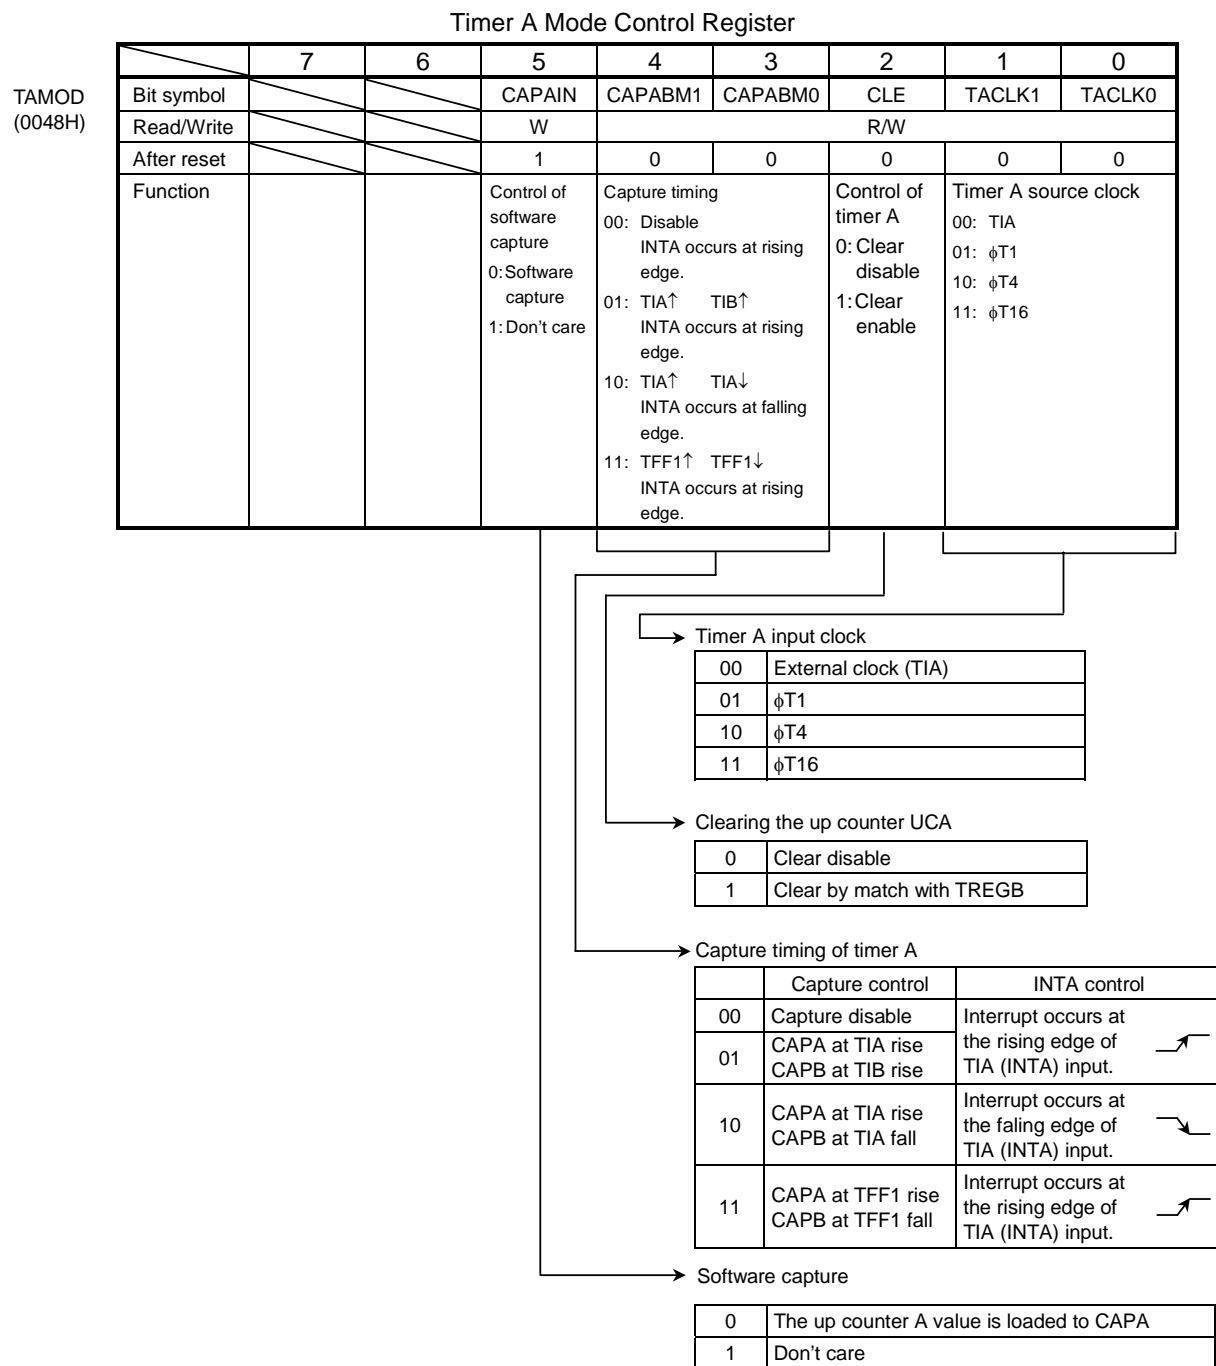 Timer A Mode Control Register
7 6 5 4 3 2 1 0
TAMOD
(0048H)
Bit symbol CAPAIN CAPABM1 CAPABM0 CLE TACLK1 TACLK0
Read/Write W R/W
After reset 1 0 0 0 0 0
Function
Control of
software
capture
0:Software
capture
1:Don't care
Capture timing
00: Disable
INTA occurs at rising
edge.
01: TIA↑ TIB↑
INTA occurs at rising
edge.
10: TIA↑ TIA↓
INTA occurs at falling
edge.
11: TFF1↑ TFF1↓
INTA occurs at rising
edge.
Control of
timer A
0:Clear
disable
1:Clear
enable
Timer A source clock
00: TIA
01: ϕT1
10: ϕT4
11: ϕT16
Timer A input clock
00 External clock (TIA)
01 ϕT1
10 ϕT4
11 ϕT16
Clearing the up counter UCA
0 Clear disable
1 Clear by match with TREGB
Capture timing of timer A
Capture control INTA control
00 Capture disable
01 CAPA at TIA rise
CAPB at TIB rise
Interrupt occurs at
the rising edge of
TIA (INTA) input.
10 CAPA at TIA rise
CAPB at TIA fall
Interrupt occurs at
the faling edge of
TIA (INTA) input.
11 CAPA at TFF1 rise
CAPB at TFF1 fall
Interrupt occurs at
the rising edge of
TIA (INTA) input.
Software capture
0 The up counter A value is loaded to CAPA
1 Don't care